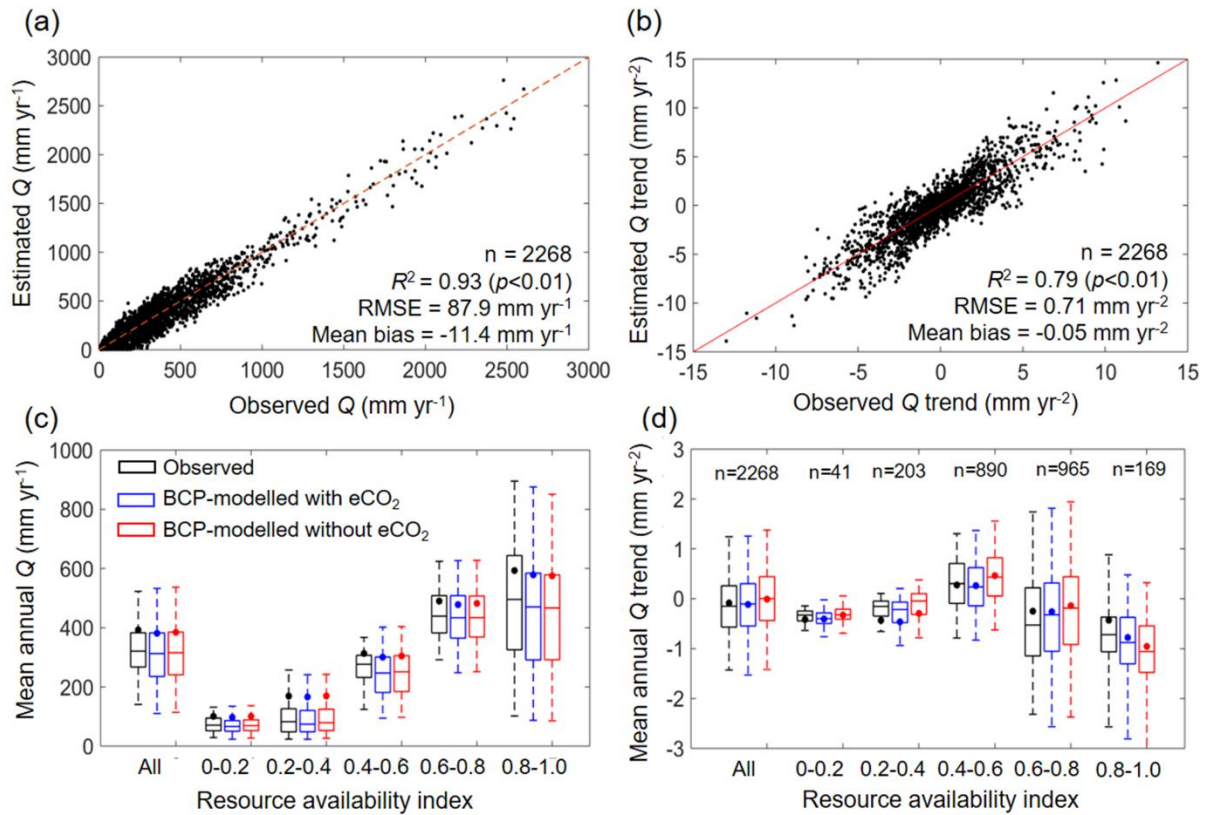 (a)
3000
2500
2000
1500
1000
500
0
0 500 1000 1500 2000 2500 3000
Estimated Q (mm yr⁻¹)
Observed Q (mm yr⁻¹)
n = 2268
R² = 0.93 (p<0.01)
RMSE = 87.9 mm yr⁻¹
Mean bias = -11.4 mm yr⁻¹
(b)
15
10
5
0
-5
-10
-15
-15 -10 -5 0 5 10 15
Estimated Q trend (mm yr⁻²)
Observed Q trend (mm yr⁻²)
n = 2268
R² = 0.79 (p<0.01)
RMSE = 0.71 mm yr⁻²
Mean bias = -0.05 mm yr⁻²
(c)
1000
800
600
400
200
0
Mean annual Q (mm yr⁻¹)
Observed
BCP-modelled with eCO₂
BCP-modelled without eCO₂
All 0-0.2 0.2-0.4 0.4-0.6 0.6-0.8 0.8-1.0
Resource availability index
(d)
3
2
1
0
-1
-2
-3
Mean annual Q trend (mm yr⁻²)
n=2268 n=41 n=203 n=890 n=965 n=169
All 0-0.2 0.2-0.4 0.4-0.6 0.6-0.8 0.8-1.0
Resource availability index